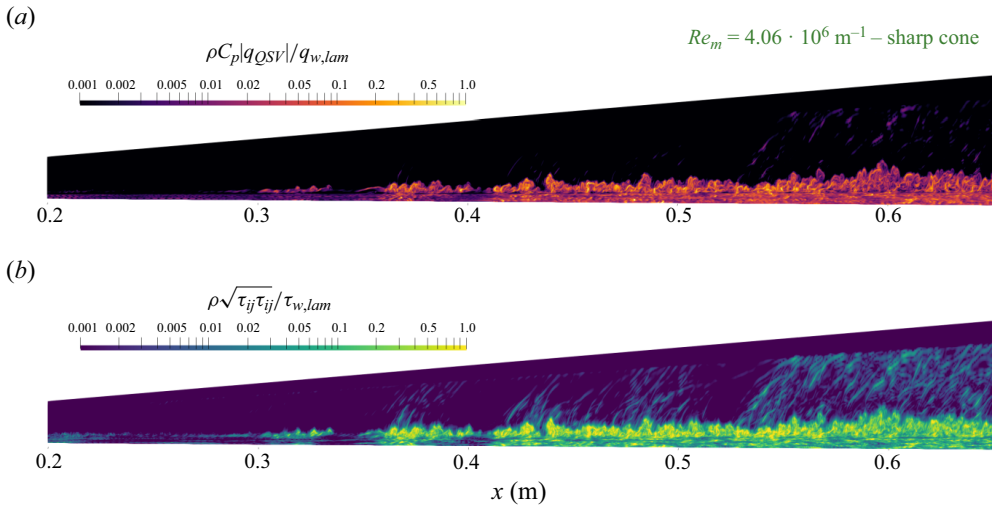 (a)
Re_m = 4.06 · 10^6 m^–1 – sharp cone
ρC_p|q_QSV|/q_w,lam
0.001 0.002 0.005 0.01 0.02 0.05 0.1 0.2 0.5 1.0
0.2 0.3 0.4 0.5 0.6
(b)
ρ√τ_ijτ_ij/τ_w,lam
0.001 0.002 0.005 0.01 0.02 0.05 0.1 0.2 0.5 1.0
0.2 0.3 0.4 0.5 0.6
x (m)